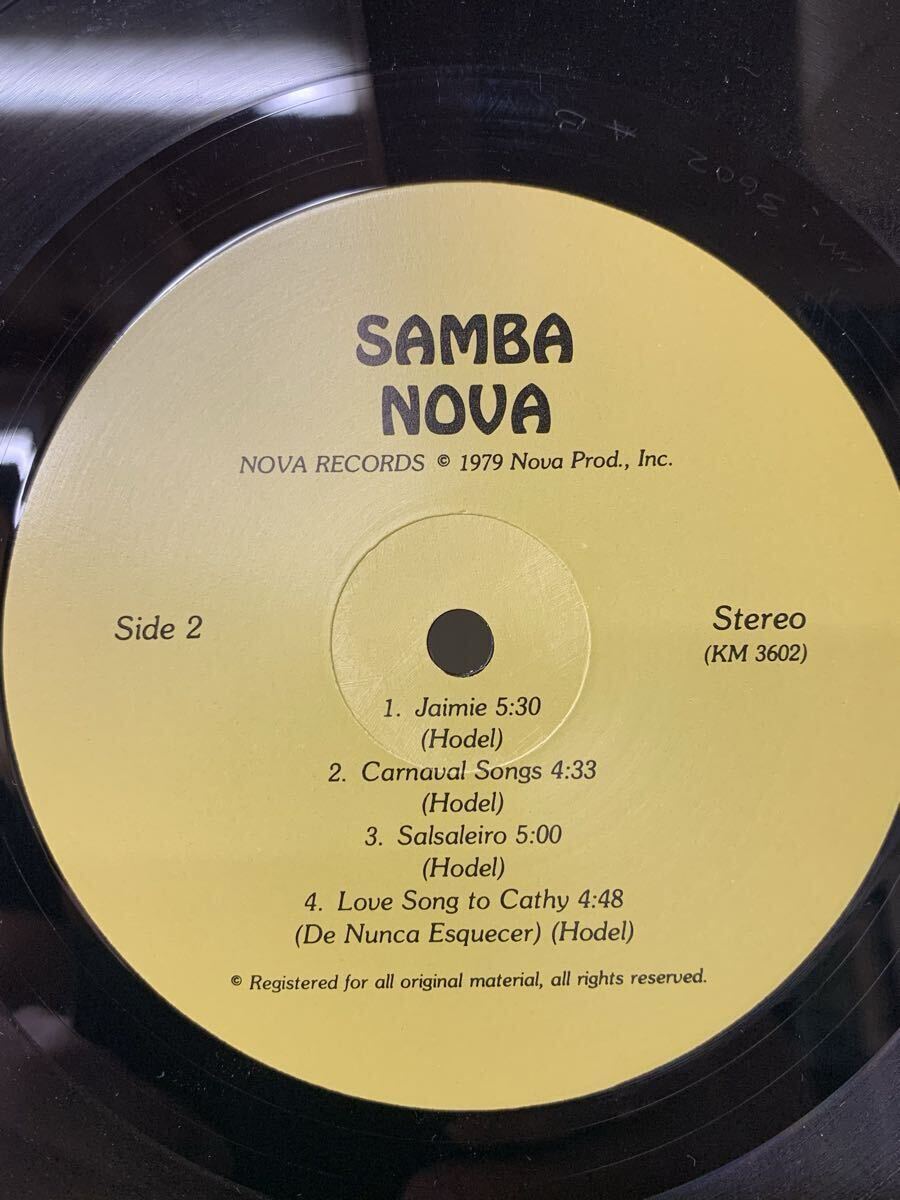 SAMBA
NOVA
NOVA RECORDS © 1979 Nova Prod., Inc.
Side 2
Stereo
(KM 3602)
1. Jaimie 5:30
(Hodel)
2. Carnaval Songs 4:33
(Hodel)
3. Salsaleiro 5:00
(Hodel)
4. Love Song to Cathy 4:48
(De Nunca Esquecer) (Hodel)
© Registered for all original material, all rights reserved.
3602